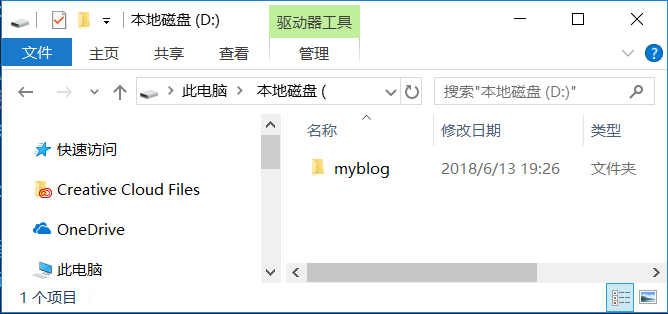 本地磁盘 (D:)
驱动器工具
文件
主页
共享
查看
管理
此电脑
本地磁盘 (
搜索"本地磁盘 (D:)"
快速访问
Creative Cloud Files
OneDrive
此电脑
名称
修改日期
类型
myblog
2018/6/13 19:26
文件夹
1 个项目